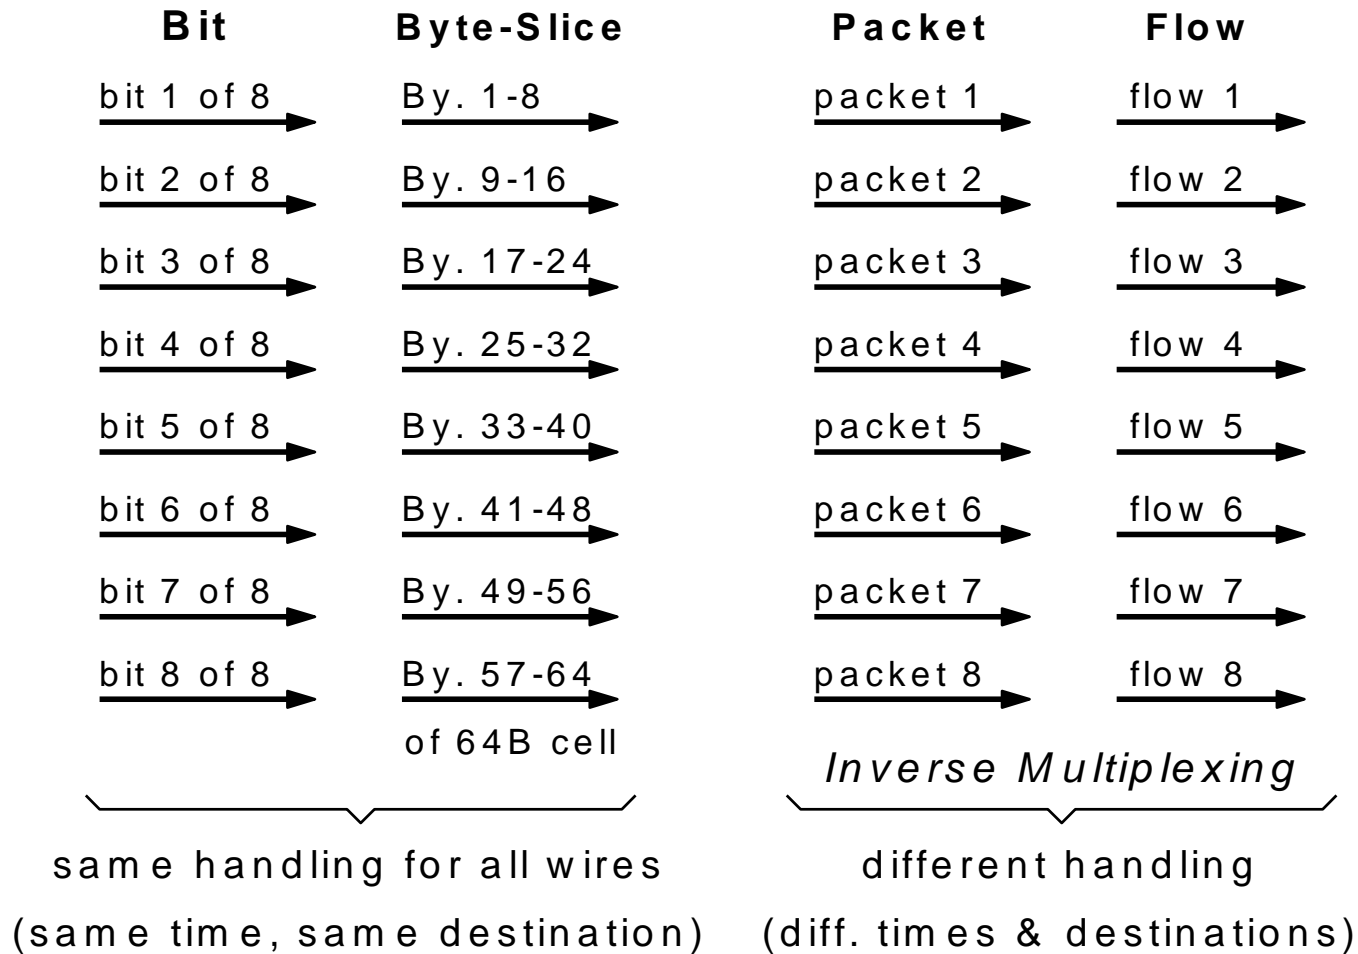 Bit Byte-Slice Packet Flow
bit 1 of 8 By. 1-8 packet 1 flow 1
bit 2 of 8 By. 9-16 packet 2 flow 2
bit 3 of 8 By. 17-24 packet 3 flow 3
bit 4 of 8 By. 25-32 packet 4 flow 4
bit 5 of 8 By. 33-40 packet 5 flow 5
bit 6 of 8 By. 41-48 packet 6 flow 6
bit 7 of 8 By. 49-56 packet 7 flow 7
bit 8 of 8 By. 57-64 packet 8 flow 8
of 64B cell
Inverse Multiplexing
same handling for all wires different handling
(same time, same destination) (diff. times & destinations)